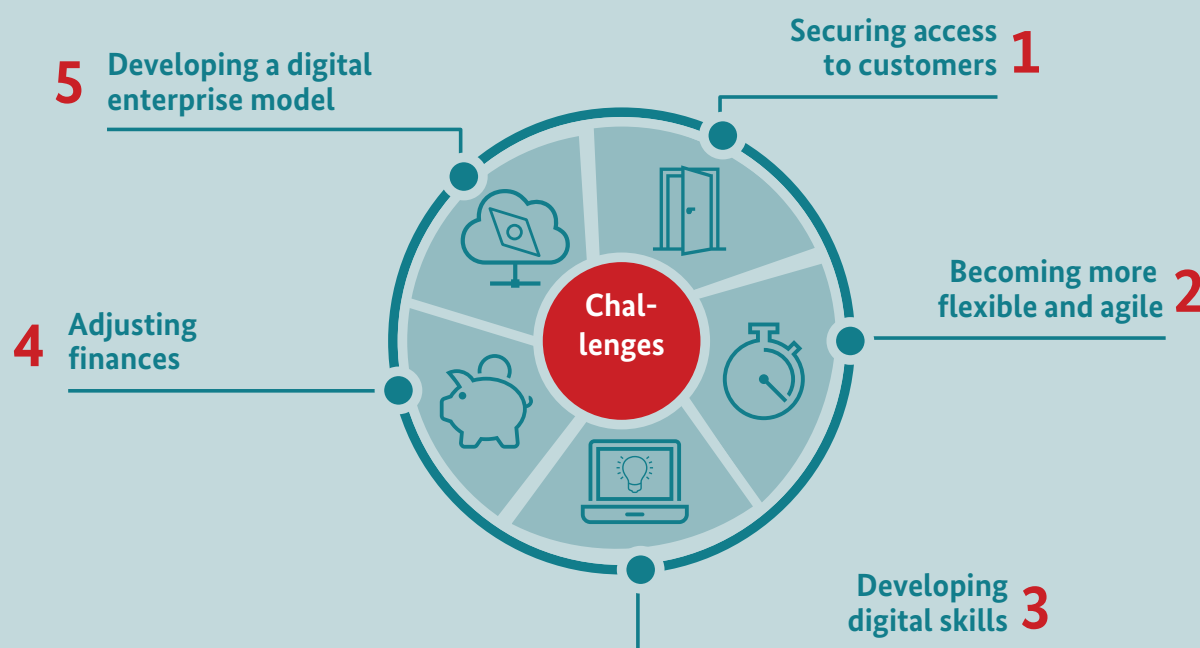 Securing access
to customers
1
Becoming more
flexible and agile
2
Developing
digital skills
3
Adjusting
finances
4
Developing a digital
enterprise model
5
Chal-
lenges